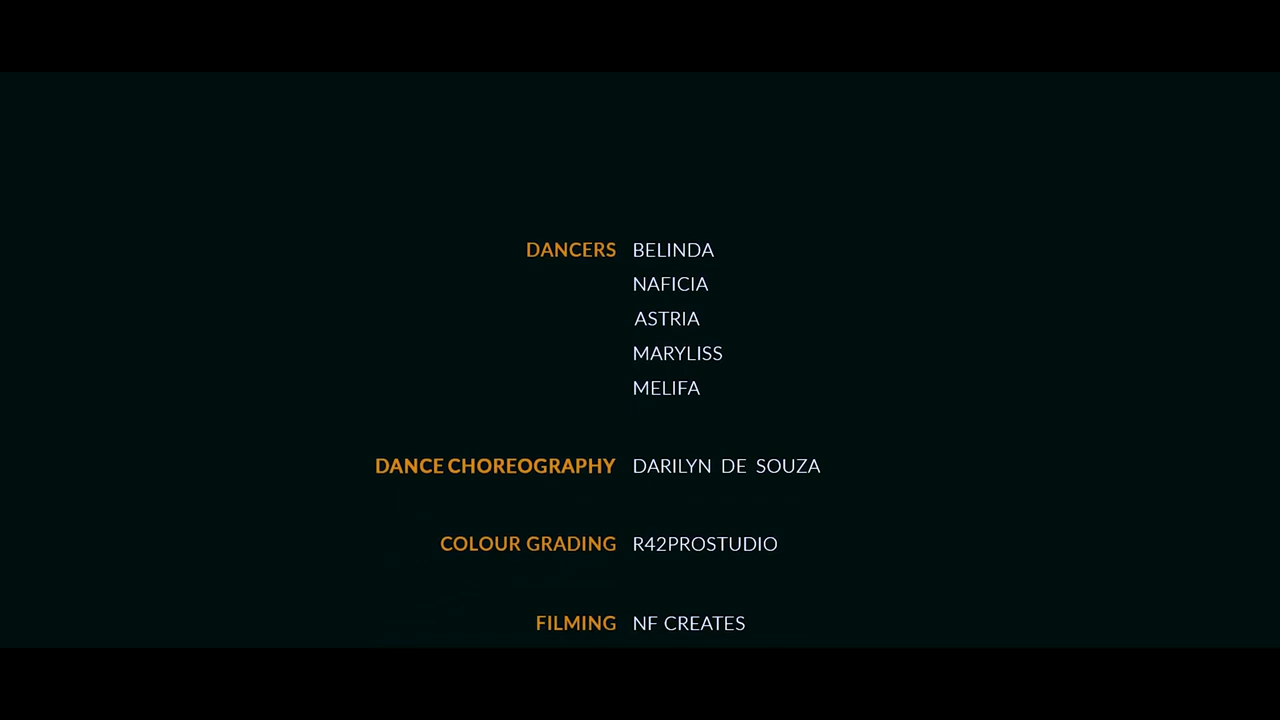 DANCERS BELINDA
NAFICIA
ASTRIA
MARYLISS
MELIFA
DANCE CHOREOGRAPHY DARILYN DE SOUZA
COLOUR GRADING R42PROSTUDIO
FILMING NF CREATES